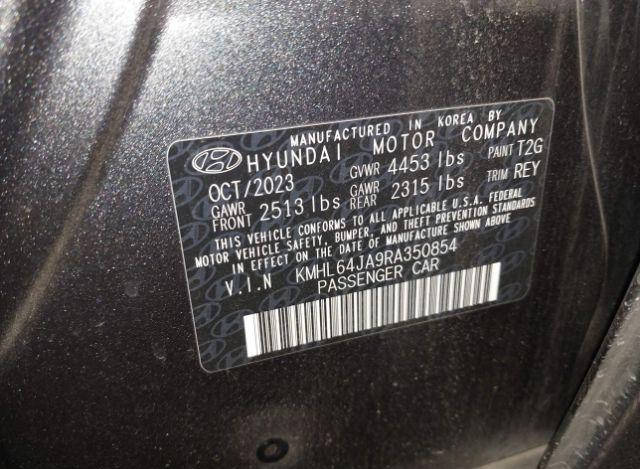 MANUFACTURED IN KOREA BY
HYUNDAI MOTOR COMPANY
OCT/2023 GVWR 4453 lbs PAINT T2G
GAWR FRONT 2513 lbs GAWR REAR 2315 lbs TRIM REY
THIS VEHICLE CONFORMS TO ALL APPLICABLE U.S.A. FEDERAL
MOTOR VEHICLE SAFETY, BUMPER, AND THEFT PREVENTION STANDARDS
IN EFFECT ON THE DATE OF MANUFACTURE SHOWN ABOVE
V.I.N KMHL64JA9RA350854
PASSENGER CAR